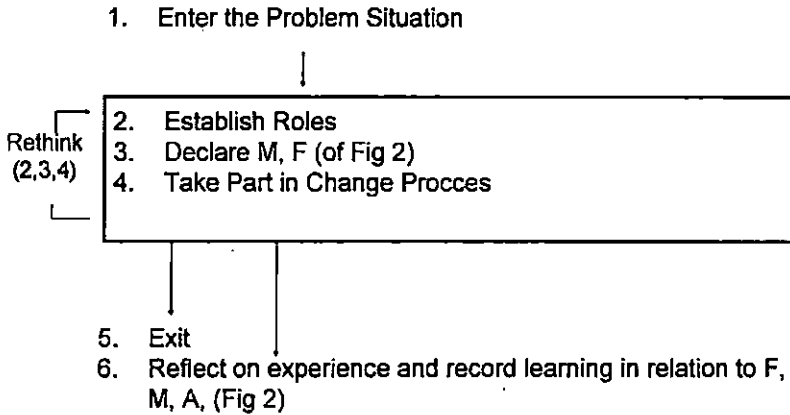 1. Enter the Problem Situation
Rethink
(2,3,4)
2. Establish Roles
3. Declare M, F (of Fig 2)
4. Take Part in Change Procces
5. Exit
6. Reflect on experience and record learning in relation to F,
M, A, (Fig 2)